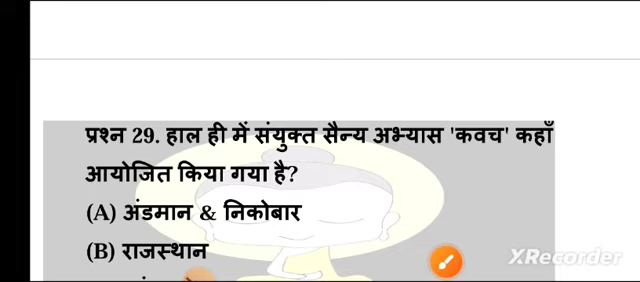 प्रश्न 29. हाल ही में संयुक्त सैन्य अभ्यास 'कवच' कहाँ
आयोजित किया गया है?
(A) अंडमान & निकोबार
(B) राजस्थान
XRecorder